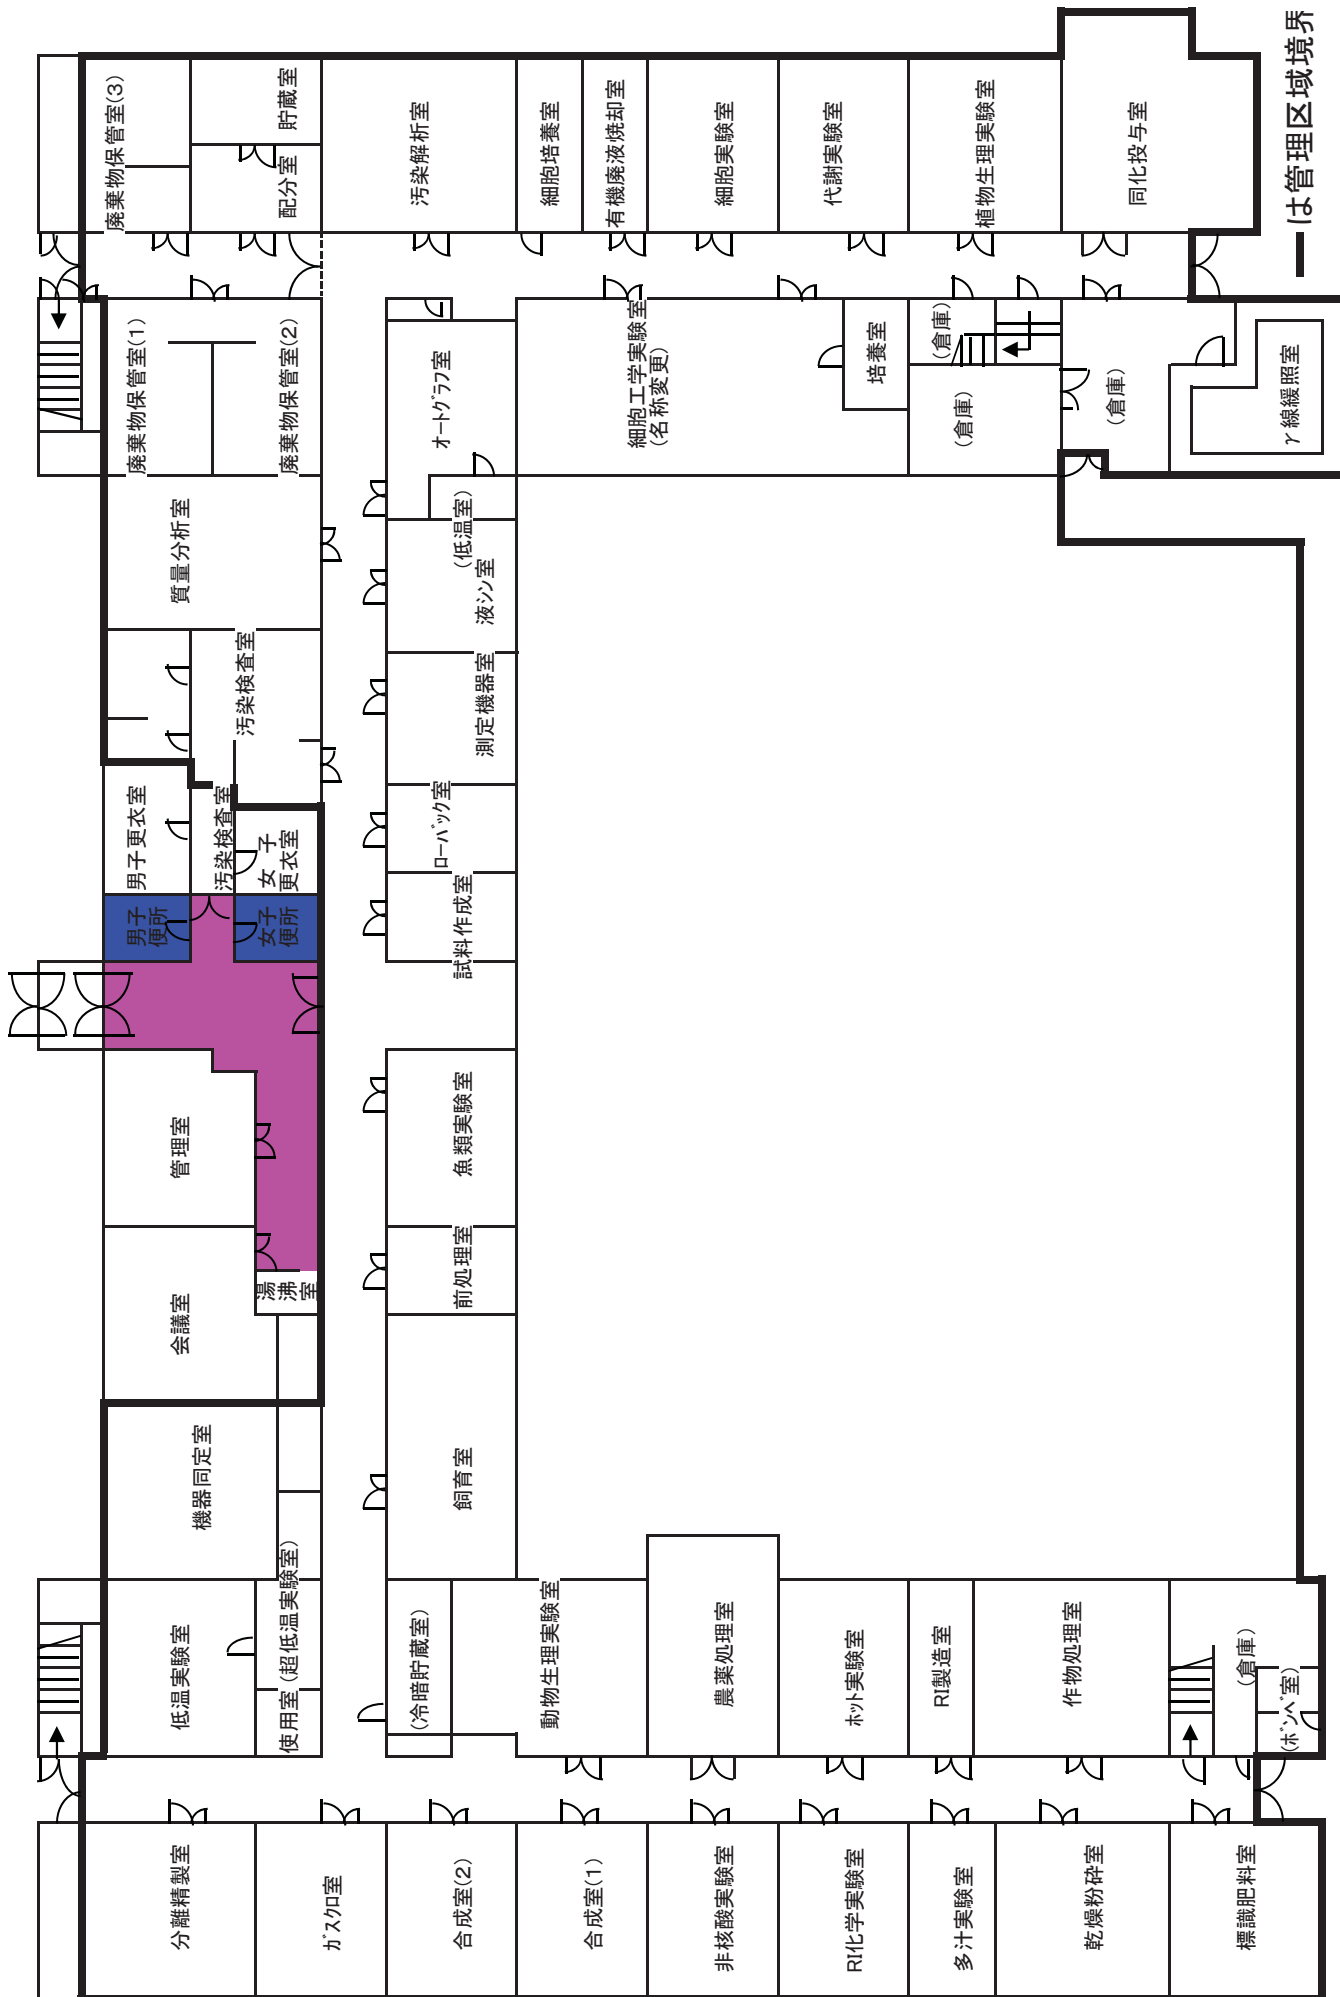 ーは管理区域境界
廃棄物保管室(3)
貯蔵室
配分室
汚染解析室
細胞培養室
有機廃液焼却室
細胞実験室
代謝実験室
植物生理実験室
同化投与室
廃棄物保管室(1)
廃棄物保管室(2)
オートグラフ室
細胞工学実験室
(名称変更)
培養室
(倉庫)
(倉庫)
(倉庫)
γ線緩照室
質量分析室
(低温室)
液シン室
汚染検査室
測定機器室
男子更衣室
汚染検査室
女子
更衣室
ローバック室
男子
便所
女子
便所
試料作成室
管理室
魚類実験室
会議室
湯沸室
前処理室
機器同定室
飼育室
低温実験室
使用室(超低温実験室)
(冷暗貯蔵室)
動物生理実験室
農薬処理室
ホット実験室
RI製造室
作物処理室
(倉庫)
(ボンベ室)
分離精製室
ガスクロ室
合成室(2)
合成室(1)
非核酸実験室
RI化学実験室
多汁実験室
乾燥粉砕室
標識肥料室